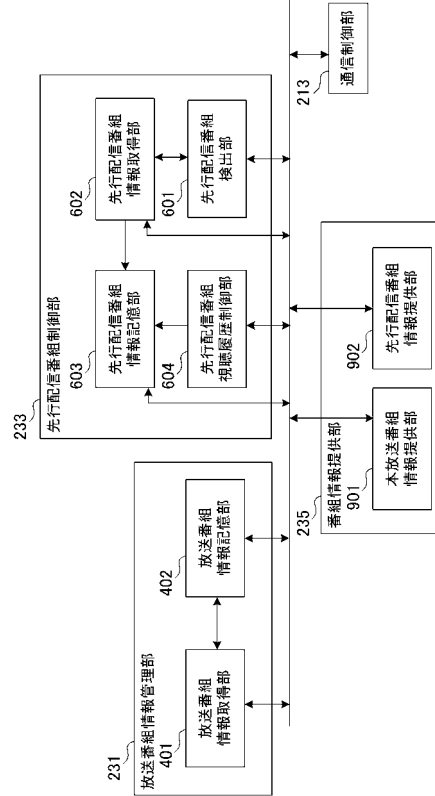 231
放送番組情報管理部
401
放送番組
情報取得部
402
放送番組
情報記憶部
233
先行配信番組制御部
603
先行配信番組
情報記憶部
602
先行配信番組
情報取得部
604
先行配信番組
視聴履歴制御部
601
先行配信番組
検出部
235
番組情報提供部
901
本放送番組
情報提供部
902
先行配信番組
情報提供部
213
通信制御部